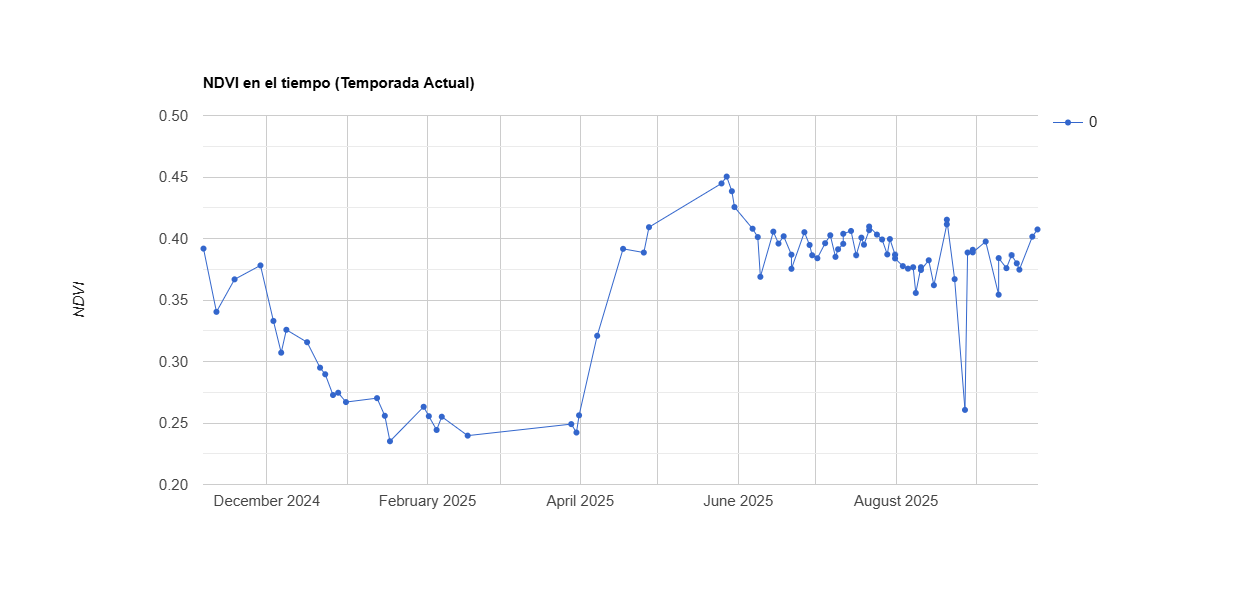 NDVI en el tiempo (Temporada Actual)
0
0.50
0.45
0.40
0.35
0.30
0.25
0.20
NDVI
December 2024
February 2025
April 2025
June 2025
August 2025